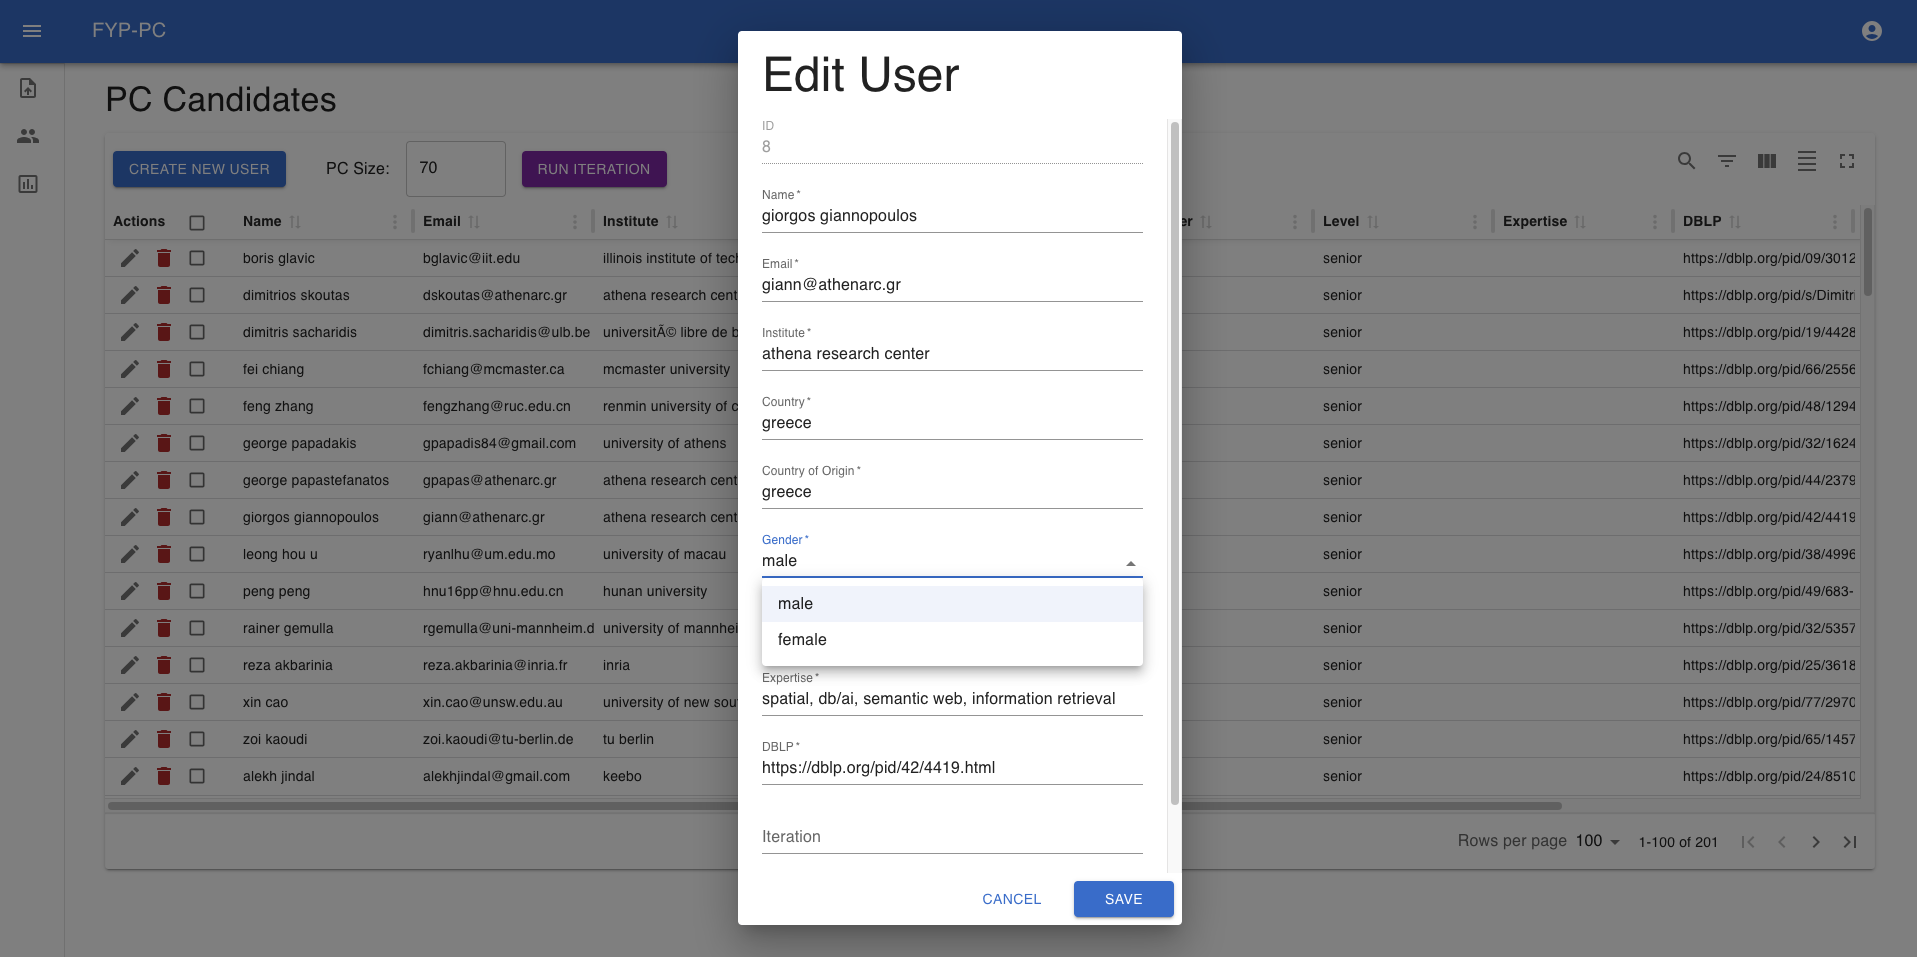 FYP-PC
PC Candidates
CREATE NEW USER PC Size: 70 RUN ITERATION
Actions Name Email Institute er Level Expertise DBLP
boris glavic bglavic@iit.edu illinois institute of tec senior https://dblp.org/pid/09/3012
dimitrios skoutas dskoutas@athenarc.gr athena research cent senior https://dblp.org/pid/s/Dimitri
dimitris sacharidis dimitris.sacharidis@ulb.be universitÃ© libre de b senior https://dblp.org/pid/19/4428
fei chiang fchiang@mcmaster.ca mcmaster university senior https://dblp.org/pid/66/2556
feng zhang fengzhang@ruc.edu.cn renmin university of c senior https://dblp.org/pid/48/1294
george papadakis gpapadis84@gmail.com university of athens senior https://dblp.org/pid/32/1624
george papastefanatos gpapas@athenarc.gr athena research cent senior https://dblp.org/pid/44/2379
giorgos giannopoulos giann@athenarc.gr athena research cent senior https://dblp.org/pid/42/4419
leong hou u ryanlhu@um.edu.mo university of macau senior https://dblp.org/pid/38/4996
peng peng hnu16pp@hnu.edu.cn hunan university senior https://dblp.org/pid/49/683-
rainer gemulla rgemulla@uni-mannheim.d university of mannhei senior https://dblp.org/pid/32/5357
reza akbarinia reza.akbarinia@inria.fr inria senior https://dblp.org/pid/25/3618
xin cao xin.cao@unsw.edu.au university of new sou senior https://dblp.org/pid/77/2970
zoi kaoudi zoi.kaoudi@tu-berlin.de tu berlin senior https://dblp.org/pid/65/1457
alekh jindal alekhjindal@gmail.com keebo senior https://dblp.org/pid/24/8510
Rows per page 100 1-100 of 201
Edit User
ID
8
Name *
giorgos giannopoulos
Email *
giann@athenarc.gr
Institute *
athena research center
Country *
greece
Country of Origin *
greece
Gender *
male
male
female
Expertise *
spatial, db/ai, semantic web, information retrieval
DBLP *
https://dblp.org/pid/42/4419.html
Iteration
CANCEL SAVE